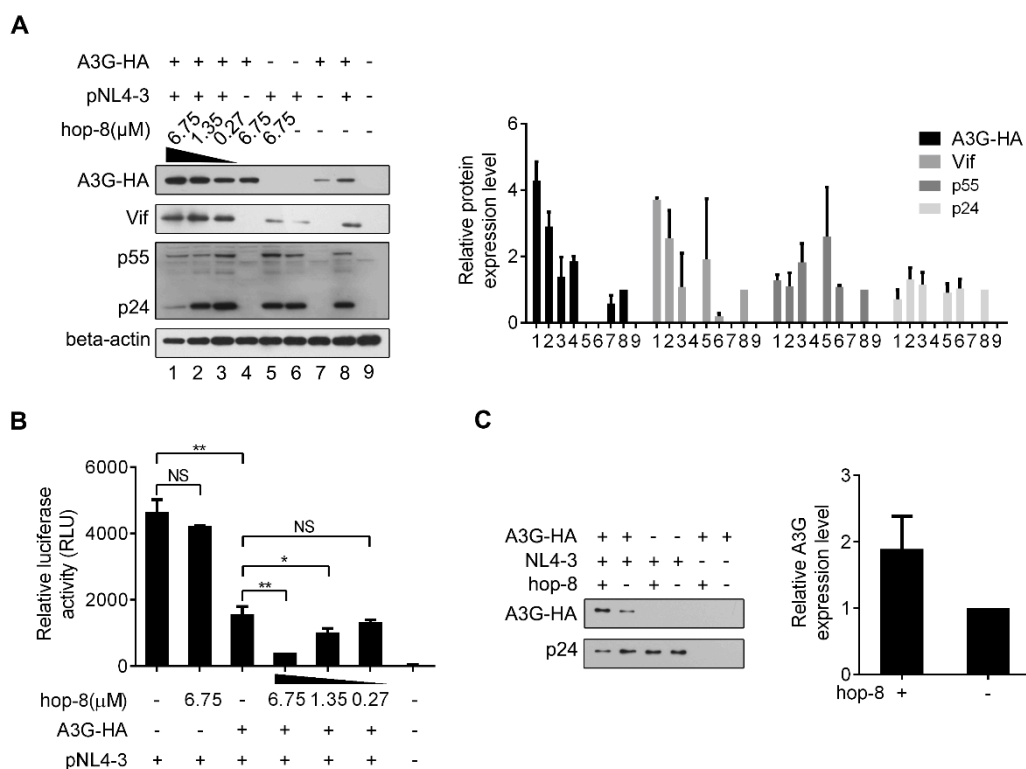 A
A3G-HA + + + + - - + + -
pNL4-3 + + + - + + - + -
hop-8(μM) 6.75 1.35 0.27 6.75 6.75 - - - -
A3G-HA
Vif
p55
p24
beta-actin
1 2 3 4 5 6 7 8 9
Relative protein
expression level
6
4
2
0
A3G-HA
Vif
p55
p24
123456789 123456789 123456789 123456789
B
Relative luciferase
activity (RLU)
6000
4000
2000
0
**
NS
NS
*
**
hop-8(μM) - 6.75 - 6.75 1.35 0.27 -
A3G-HA - - + + + + -
pNL4-3 + + + + + + -
C
A3G-HA + + - - + +
NL4-3 + + + + - -
hop-8 + - + - + -
A3G-HA
p24
Relative A3G
expression level
3
2
1
0
hop-8 + -